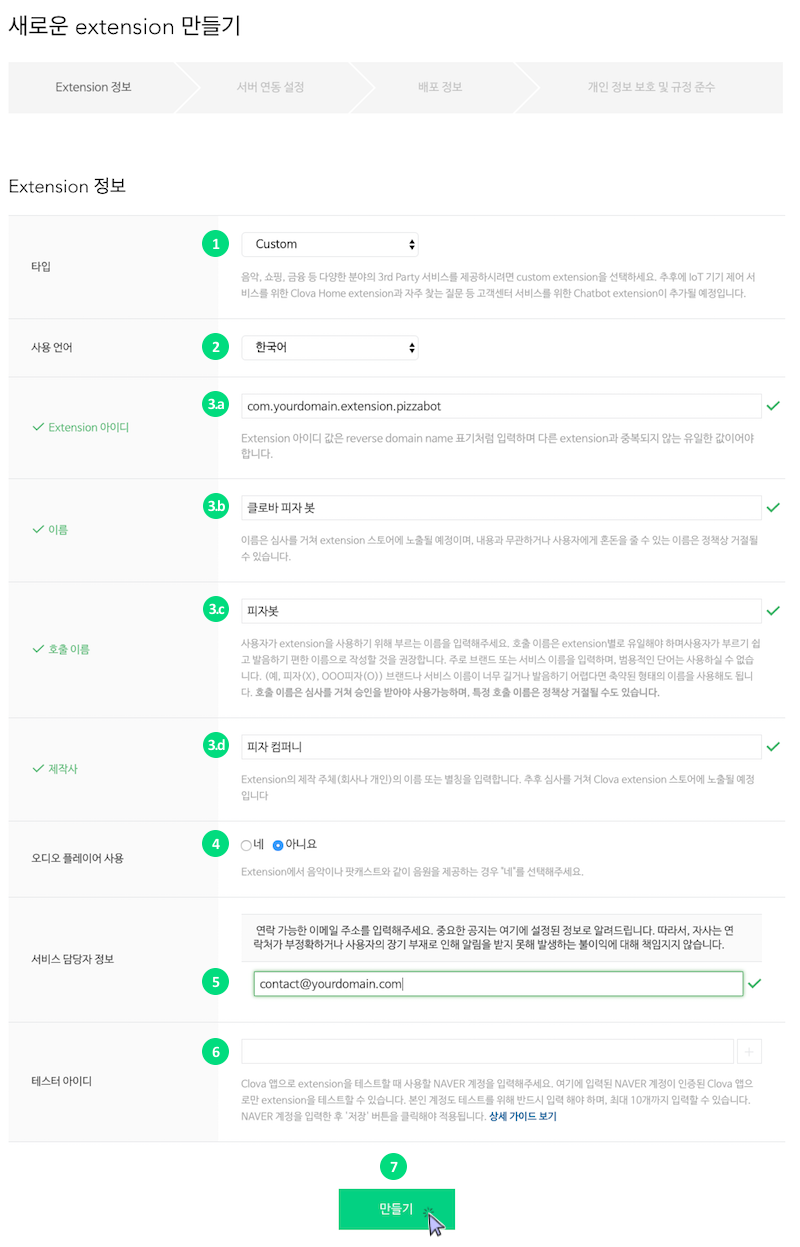 새로운 extension 만들기
Extension 정보
서버 연동 설정
배포 정보
개인 정보 보호 및 규정 준수
Extension 정보
타입
1
Custom
음악, 쇼핑, 금융 등 다양한 분야의 3rd Party 서비스를 제공하시려면 custom extension을 선택하세요. 추후에 IoT 기기 제어 서
비스를 위한 Clova Home extension과 자주 찾는 질문 등 고객센터 서비스를 위한 Chatbot extension이 추가될 예정입니다.
사용 언어
2
한국어
Extension 아이디
3.a
com.yourdomain.extension.pizzabot
Extension 아이디 값은 reverse domain name 표기처럼 입력하며 다른 extension과 중복되지 않는 유일한 값이어야
합니다.
이름
3.b
클로바 피자 봇
이름은 심사를 거쳐 extension 스토어에 노출될 예정이며, 내용과 무관하거나 사용자에게 혼돈을 줄 수 있는 이름은 정책상 거절될
수 있습니다.
호출 이름
3.c
피자봇
사용자가 extension을 사용하기 위해 부르는 이름을 입력해주세요. 호출 이름은 extension별로 유일해야 하며사용자가 부르기 쉽
고 발음하기 편한 이름으로 작성할 것을 권장합니다. 주로 브랜드 또는 서비스 이름을 입력하며, 범용적인 단어는 사용하실 수 없습
니다. (예, 피자(X), OOO피자(O)) 브랜드나 서비스 이름이 너무 길거나 발음하기 어렵다면 축약된 형태의 이름을 사용해도 됩니
다. 호출 이름은 심사를 거쳐 승인을 받아야 사용가능하며, 특정 호출 이름은 정책상 거절될 수도 있습니다.
제작사
3.d
피자 컴퍼니
Extension의 제작 주체(회사나 개인)의 이름 또는 별칭을 입력합니다. 추후 심사를 거쳐 Clova extension 스토어에 노출될 예정
입니다
오디오 플레이어 사용
4
네 아니요
Extension에서 음악이나 팟캐스트와 같이 음원을 제공하는 경우 "네"를 선택해주세요.
서비스 담당자 정보
연락 가능한 이메일 주소를 입력해주세요. 중요한 공지는 여기에 설정된 정보로 알려드립니다. 따라서, 자사는 연
락처가 부정확하거나 사용자의 장기 부재로 인해 알림을 받지 못해 발생하는 불이익에 대해 책임지지 않습니다.
5
contact@yourdomain.com
테스터 아이디
6
Clova 앱으로 extension을 테스트할 때 사용할 NAVER 계정을 입력해주세요. 여기에 입력된 NAVER 계정이 인증된 Clova 앱으
로만 extension을 테스트할 수 있습니다. 본인 계정도 테스트를 위해 반드시 입력 해야 하며, 최대 10개까지 입력할 수 있습니다.
NAVER 계정을 입력한 후 '저장' 버튼을 클릭해야 적용됩니다. 상세 가이드 보기
7
만들기